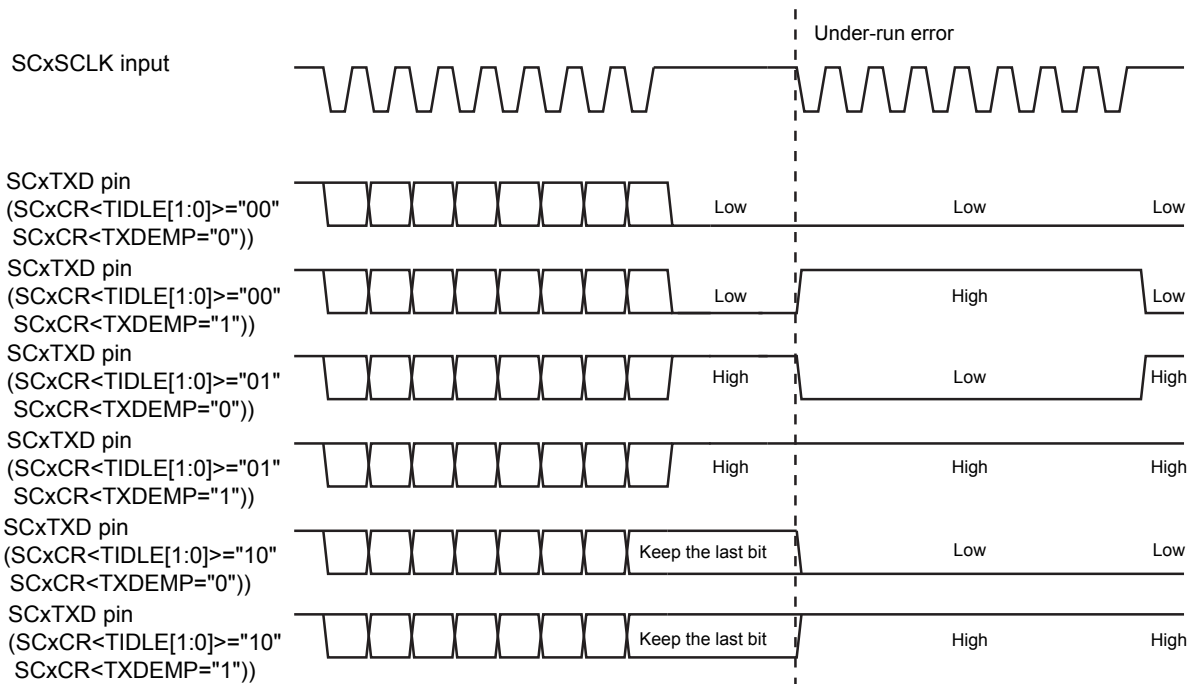 Under-run error
SCxSCLK input
SCxTXD pin
(SCxCR<TIDLE[1:0]>="00"
SCxCR<TXDEMP="0"))
Low
Low
Low
SCxTXD pin
(SCxCR<TIDLE[1:0]>="00"
SCxCR<TXDEMP="1"))
Low
High
Low
SCxTXD pin
(SCxCR<TIDLE[1:0]>="01"
SCxCR<TXDEMP="0"))
High
Low
High
SCxTXD pin
(SCxCR<TIDLE[1:0]>="01"
SCxCR<TXDEMP="1"))
High
High
High
SCxTXD pin
(SCxCR<TIDLE[1:0]>="10"
SCxCR<TXDEMP="0"))
Keep the last bit
Low
Low
SCxTXD pin
(SCxCR<TIDLE[1:0]>="10"
SCxCR<TXDEMP="1"))
Keep the last bit
High
High